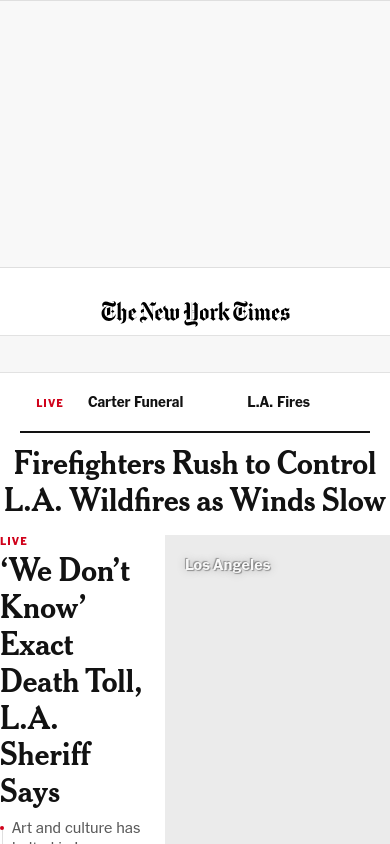 The New York Times
LIVE Carter Funeral L.A. Fires
Firefighters Rush to Control
L.A. Wildfires as Winds Slow
LIVE
‘We Don’t
Know’
Exact
Death Toll,
L.A.
Sheriff
Says
Los Angeles
Art and culture has